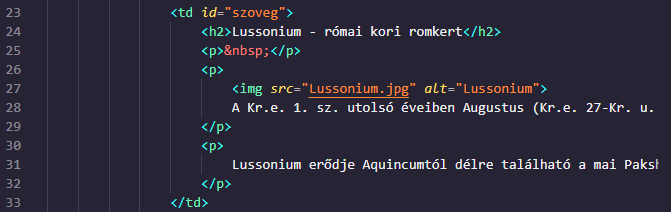 23 <td id="szoveg">
24 <h2>Lussonium - római kori romkert</h2>
25 <p>&nbsp;</p>
26 <p>
27 <img src="Lussonium.jpg" alt="Lussonium">
28 A Kr.e. 1. sz. utolsó éveiben Augustus (Kr.e. 27-Kr. u.
29 </p>
30 <p>
31 Lussonium erődje Aquincumtól délre található a mai
32 </p>
33 </td>